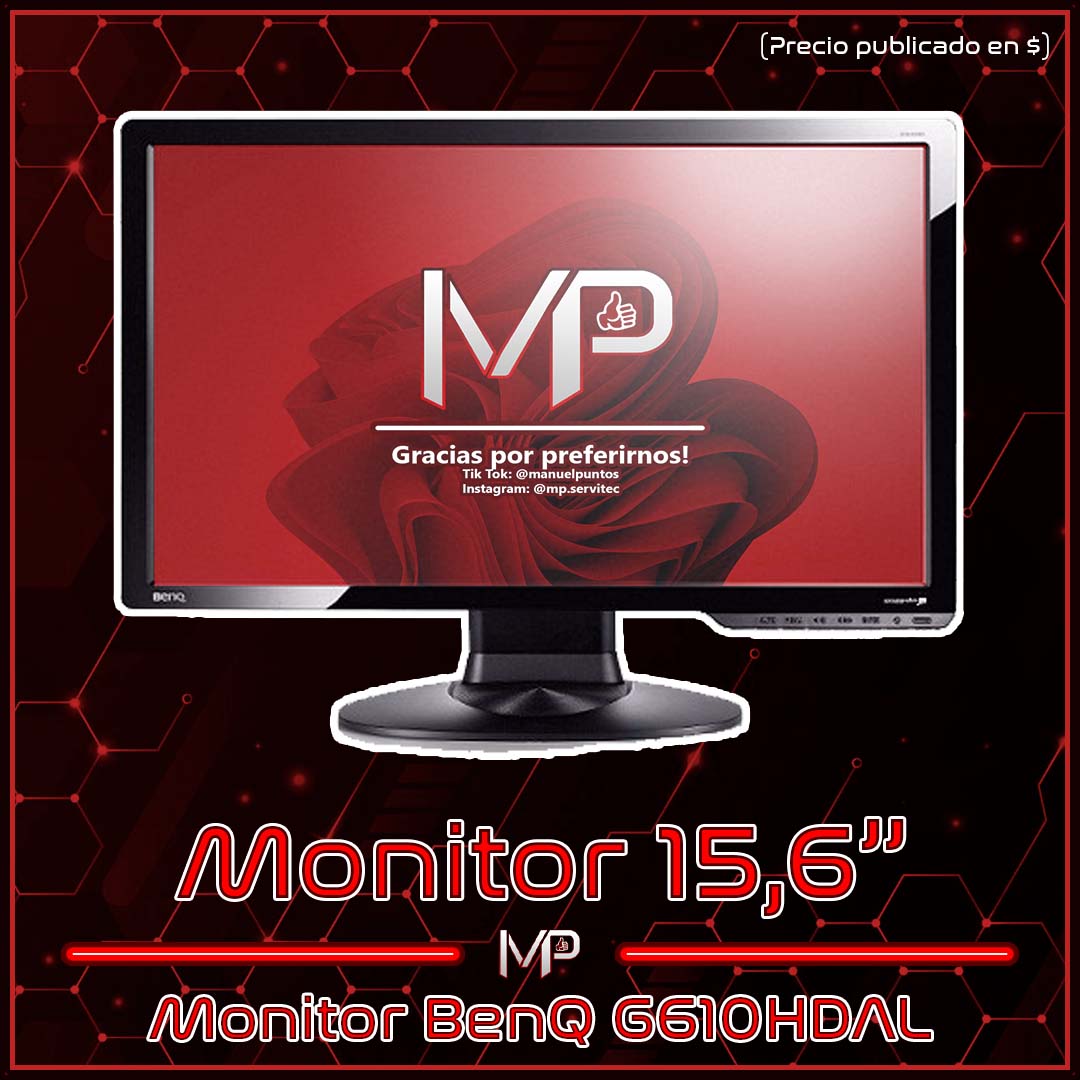 (Precio publicado en $)
MP
Gracias por preferirnos!
Tik Tok: @manuelpuntos
Instagram: @mp.servitec
BenQ
Monitor 15,6”
MP
Monitor BenQ G610HDAL